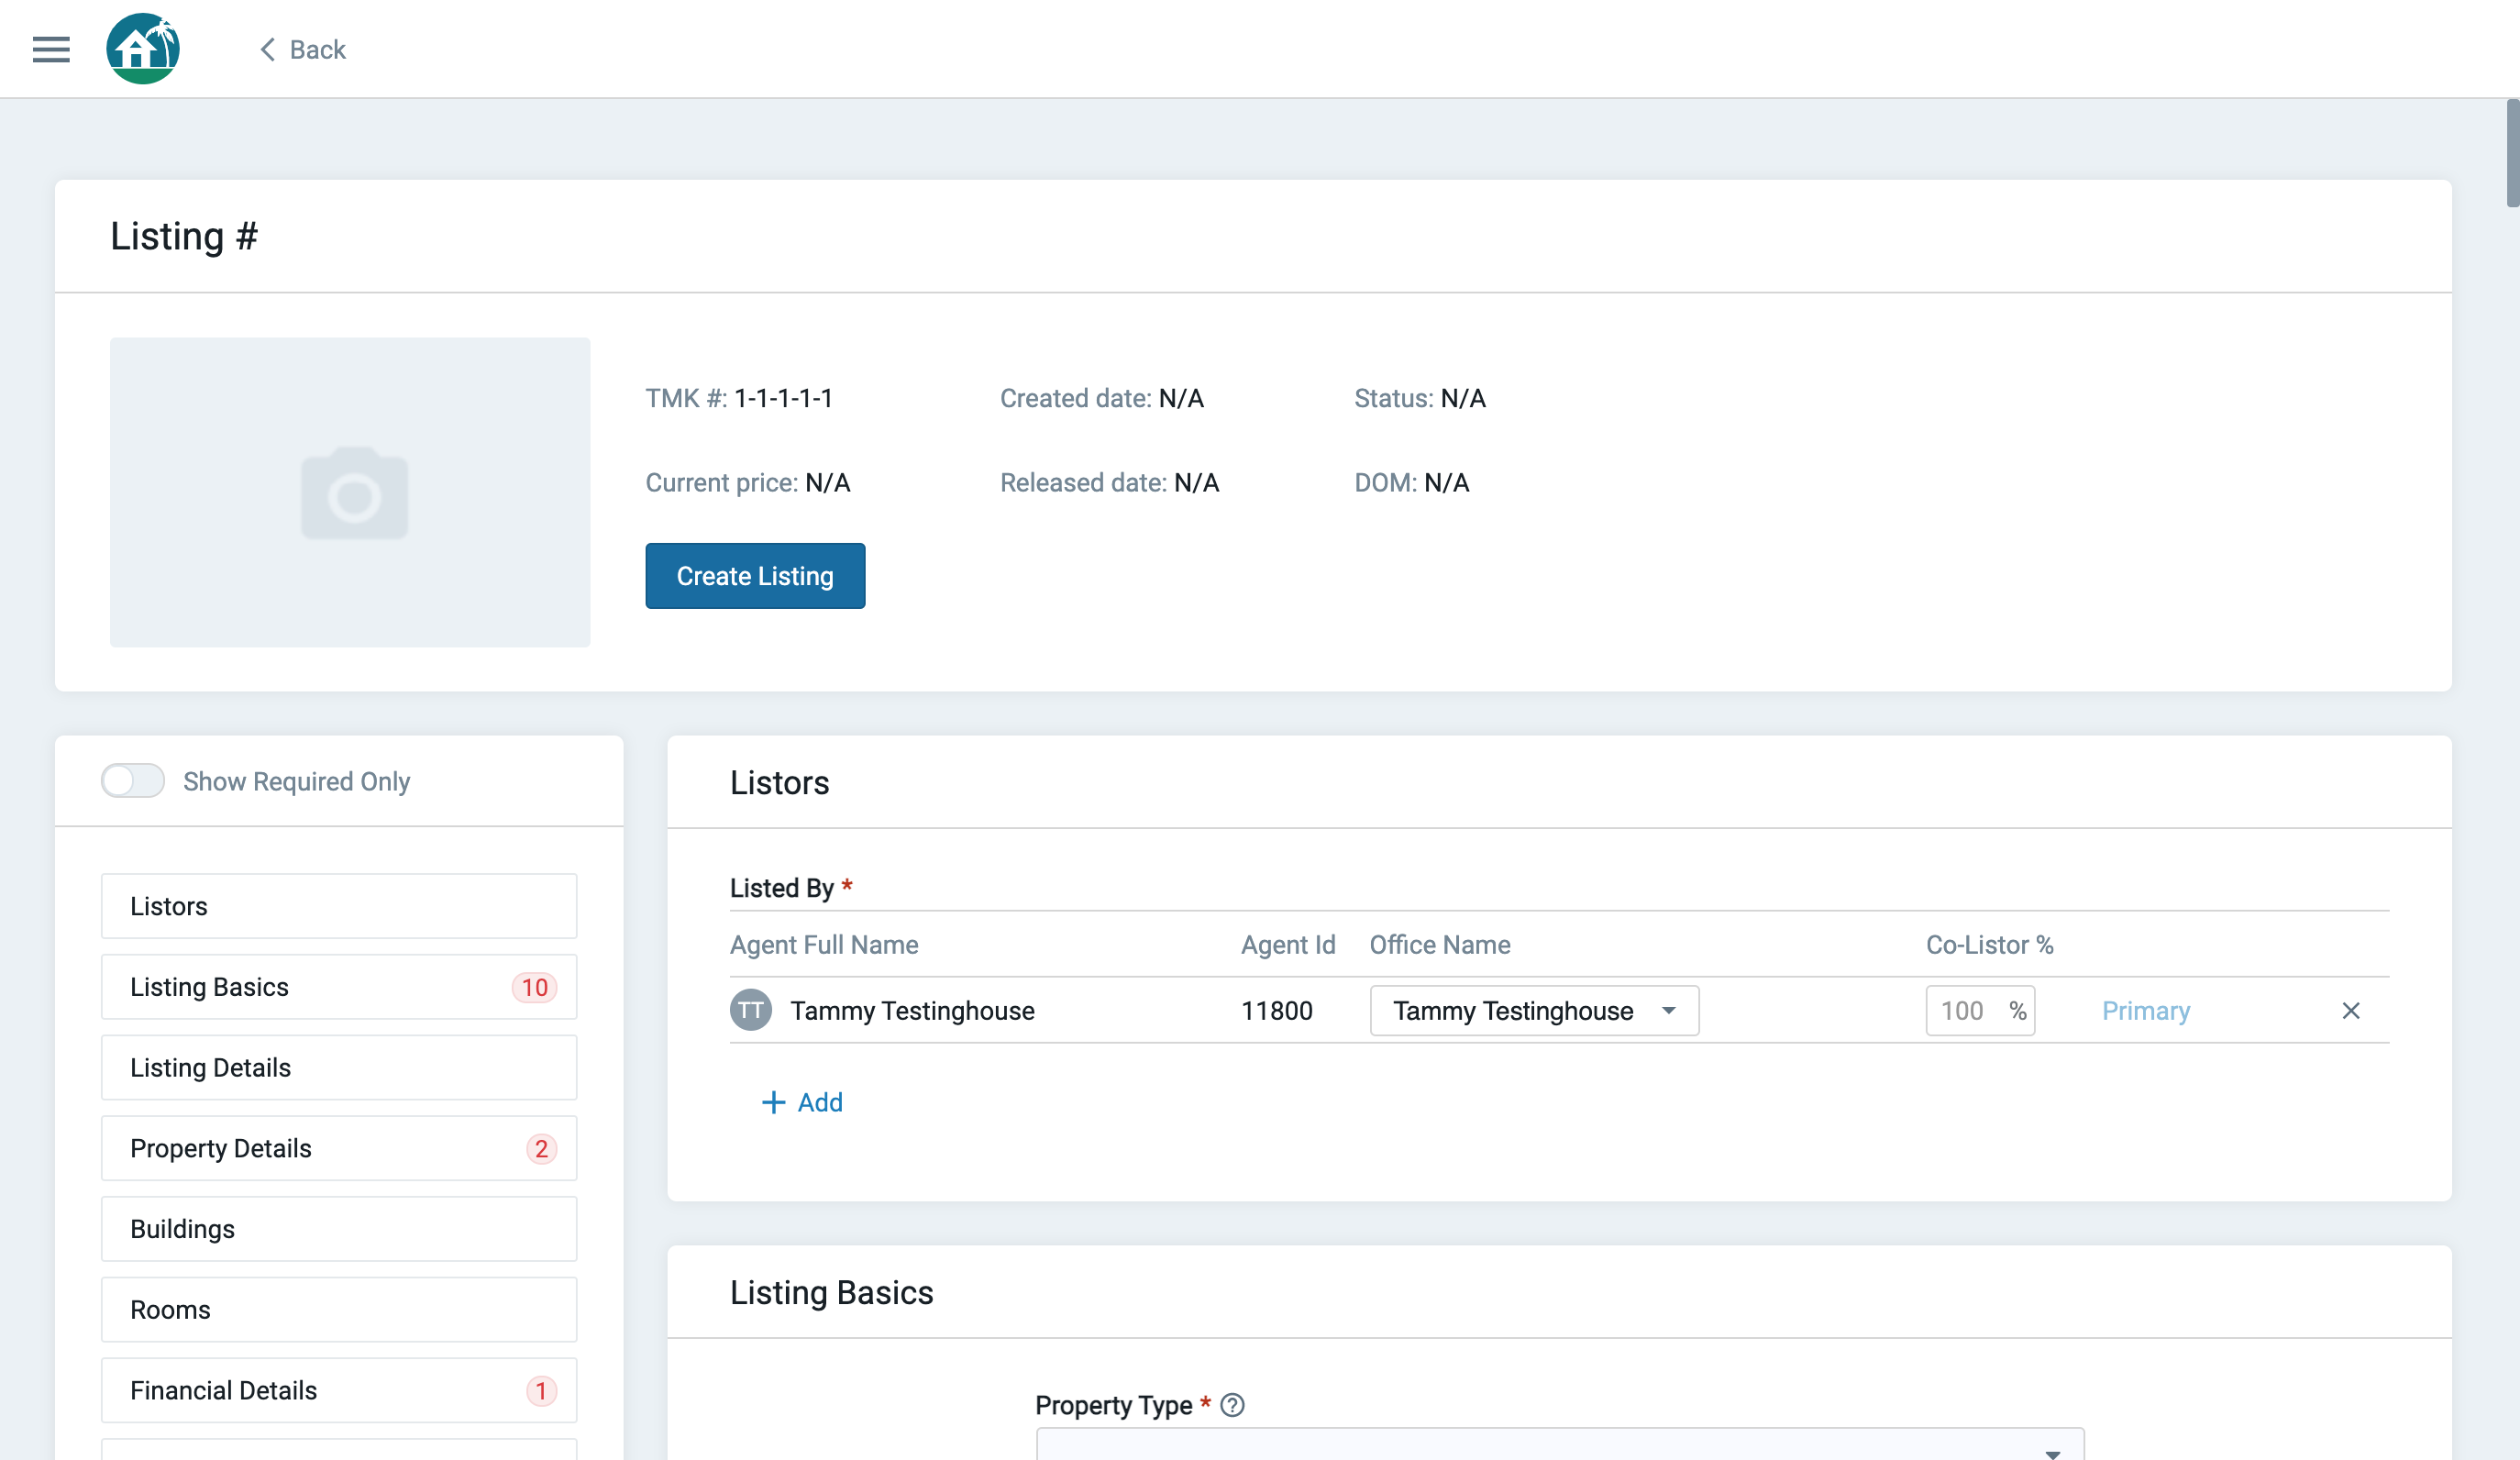 Back
Listing #
TMK #: 1-1-1-1-1 Created date: N/A Status: N/A
Current price: N/A Released date: N/A DOM: N/A
Create Listing
Show Required Only
Listors
Listing Basics 10
Listing Details
Property Details 2
Buildings
Rooms
Financial Details 1
Listors
Listed By *
Agent Full Name Agent Id Office Name Co-Listor %
TT Tammy Testinghouse 11800 Tammy Testinghouse 100 % Primary
+ Add
Listing Basics
Property Type * ?